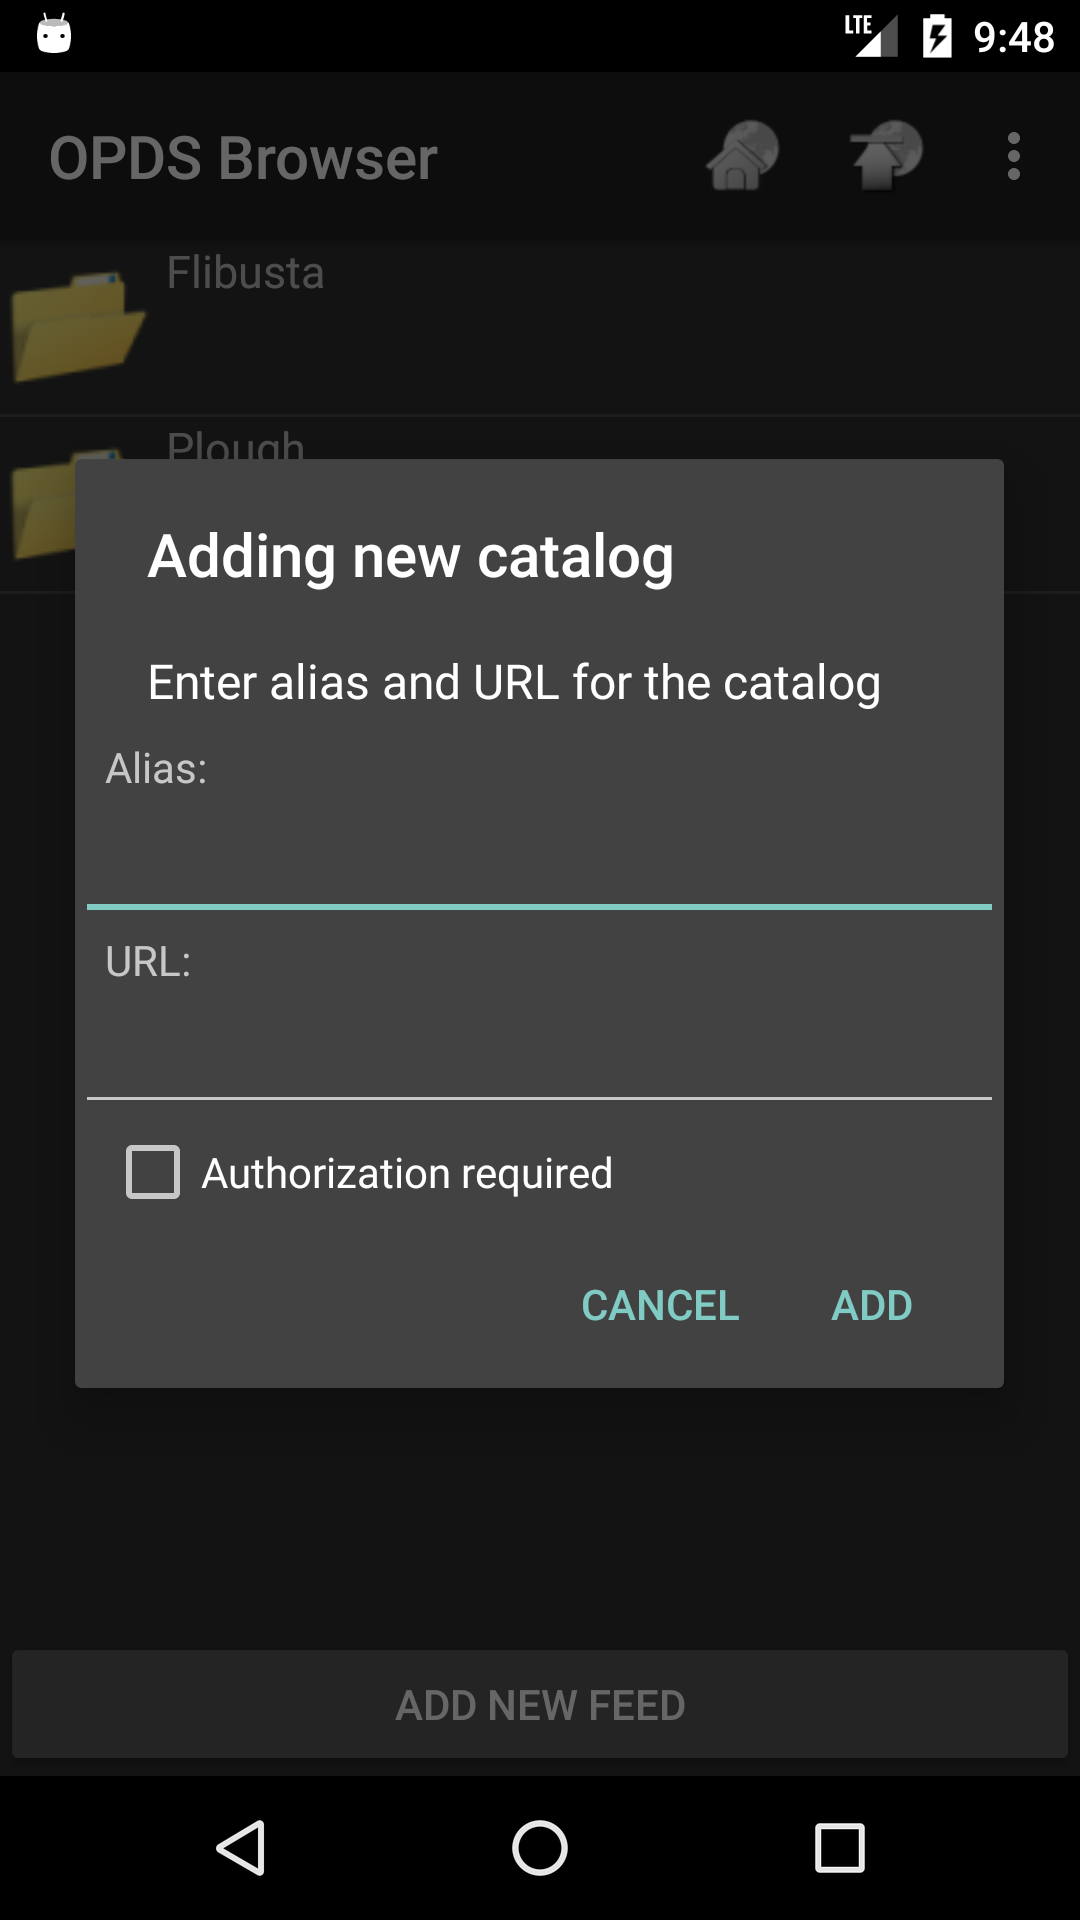 LTE 9:48
OPDS Browser
Flibusta
Plough
Adding new catalog
Enter alias and URL for the catalog
Alias:
URL:
Authorization required
CANCEL ADD
ADD NEW FEED